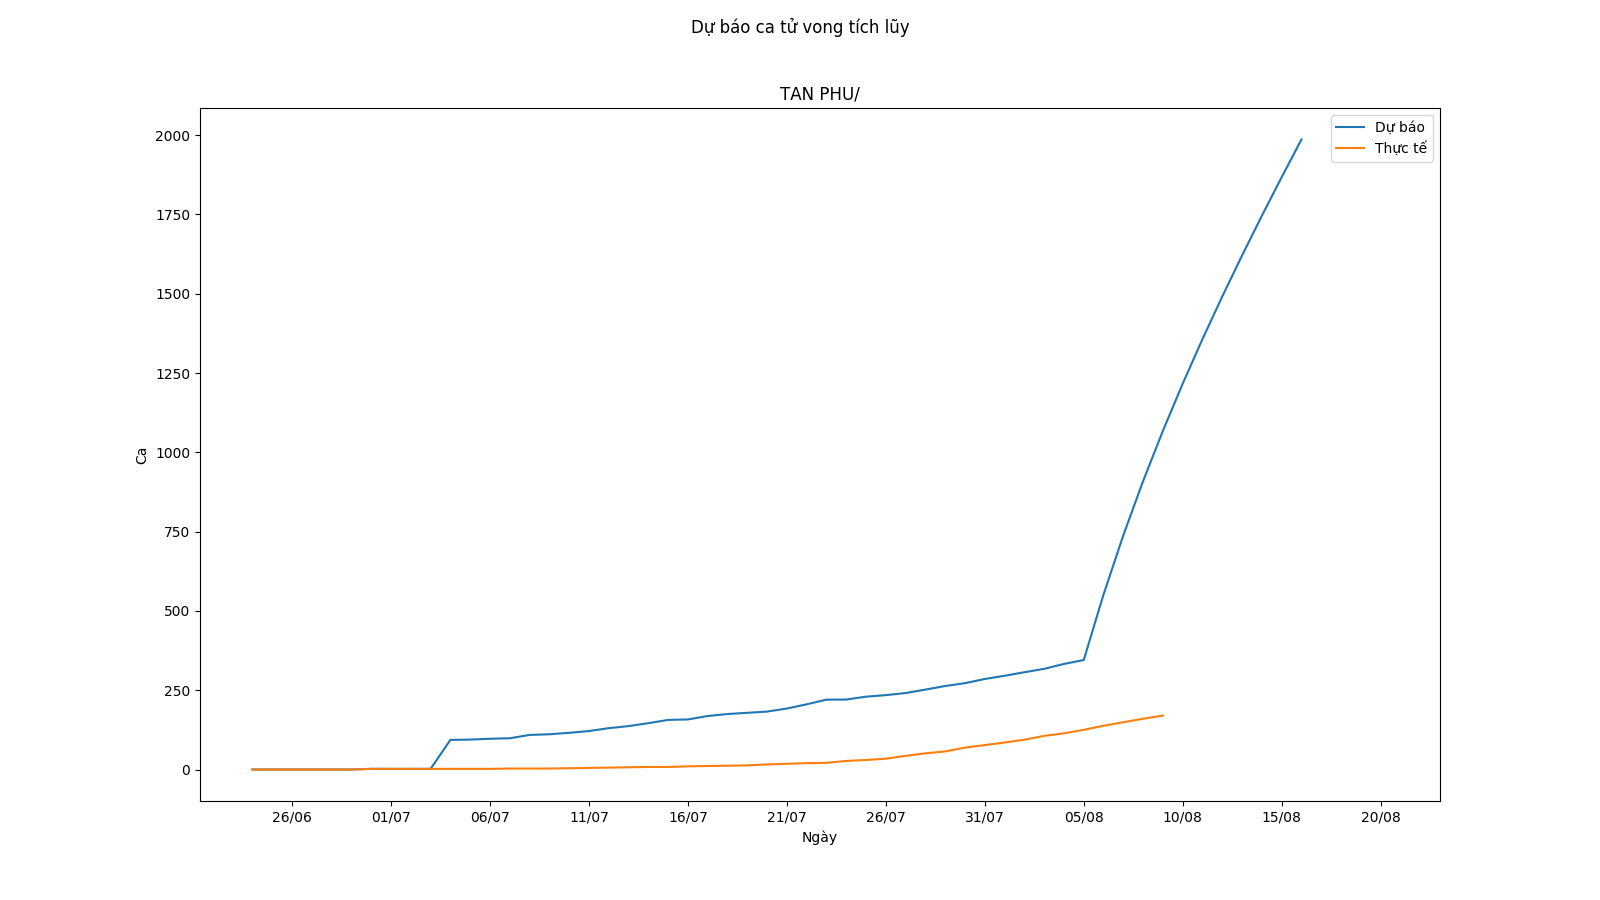 Dự báo ca tử vong tích lũy
TAN PHU/
Dự báo
Thực tế
2000
1750
1500
1250
1000
750
500
250
0
Ca
26/06 01/07 06/07 11/07 16/07 21/07 26/07 31/07 05/08 10/08 15/08 20/08
Ngày